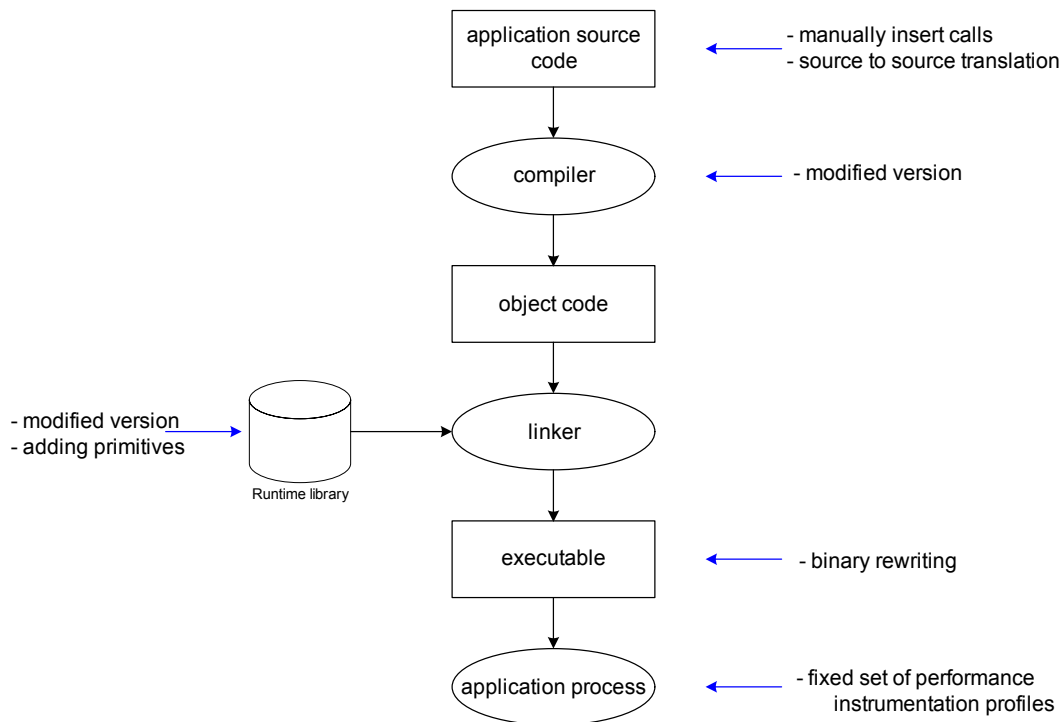 application source
code
- manually insert calls
- source to source translation
compiler
- modified version
object code
- modified version
- adding primitives
linker
Runtime library
executable
- binary rewriting
application process
- fixed set of performance
instrumentation profiles